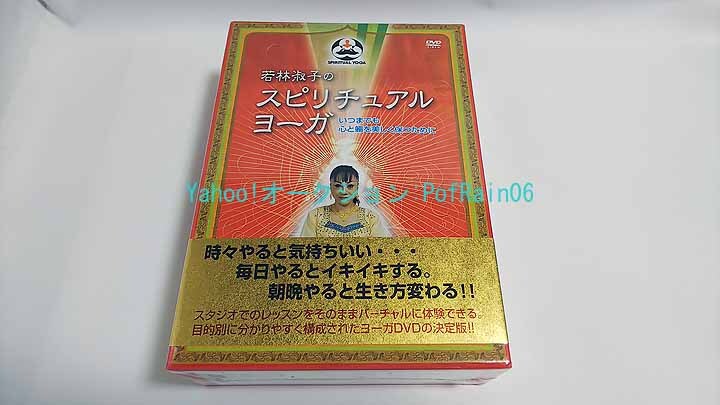 SPIRITUAL YOGA
DVD
若林淑子の
スピリチュアル
ヨーガ
いつまでも
心と體を美しく保つために
Yahoo!オークション PofRain06
時々やると気持ちいい・・・
毎日やるとイキイキする。
朝晩やると生き方変わる!!
スタジオでのレッスンをそのままバーチャルに体験できる。
目的別に分かりやすく構成されたヨーガDVDの決定版!!